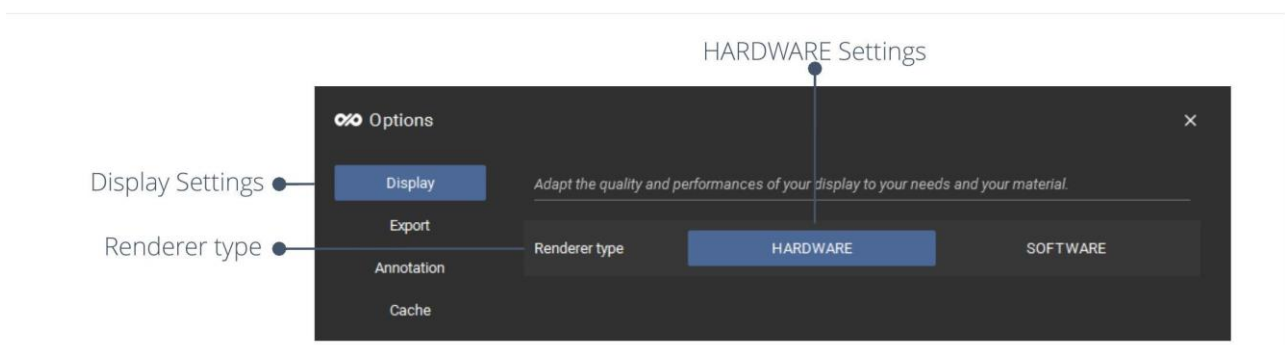 HARDWARE Settings
Options
Display Settings
Display
Adapt the quality and performances of your display to your needs and your material.
Export
Renderer type
Renderer type
HARDWARE
SOFTWARE
Annotation
Cache